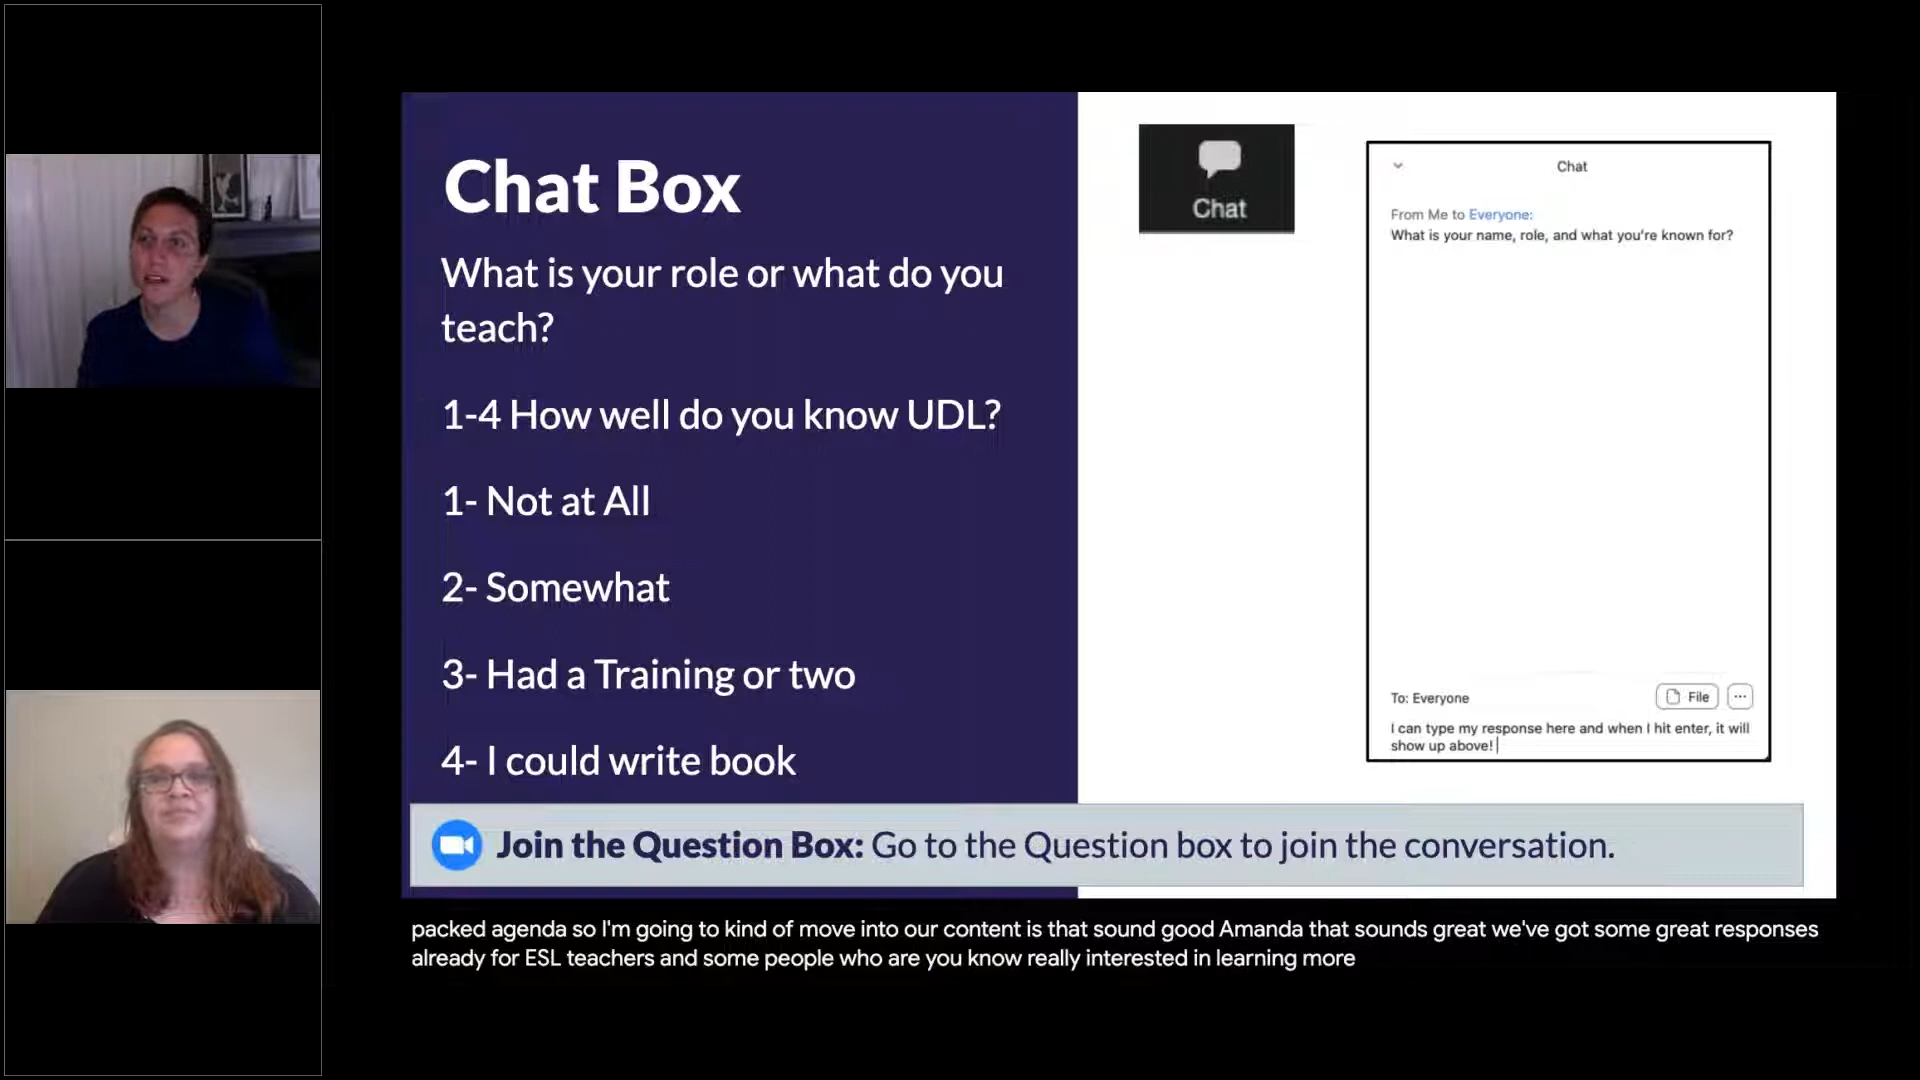 Chat Box
What is your role or what do you
teach?
1-4 How well do you know UDL?
1- Not at All
2- Somewhat
3- Had a Training or two
4- I could write book
Chat
Chat
From Me to Everyone:
What is your name, role, and what you're known for?
To: Everyone
File
I can type my response here and when I hit enter, it will
show up above!
Join the Question Box: Go to the Question box to join the conversation.
packed agenda so I'm going to kind of move into our content is that sound good Amanda that sounds great we've got some great responses
already for ESL teachers and some people who are you know really interested in learning more